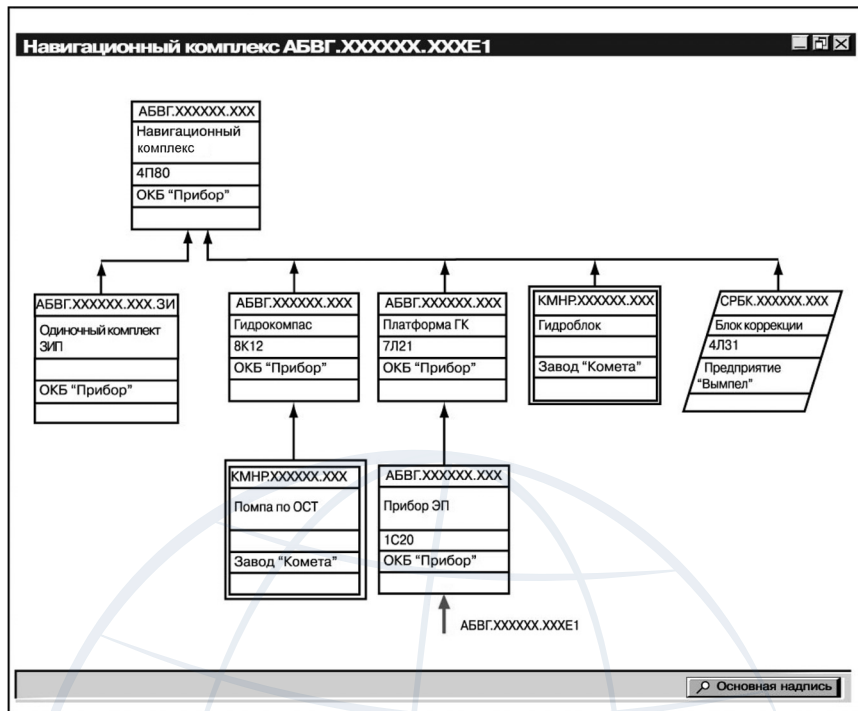 Навигационный комплекс АБВГ.XXXXXX.XXXЕ1
АБВГ.XXXXXX.XXX
Навигационный
комплекс
4П80
ОКБ “Прибор”
АБВГ.XXXXXX.XXX.ЗИ
Одиночный комплект
ЗИП
ОКБ “Прибор”
АБВГ.XXXXXX.XXX
Гидрокомпас
8К12
ОКБ “Прибор”
АБВГ.XXXXXX.XXX
Платформа ГК
7Л21
ОКБ “Прибор”
КМНР.XXXXXX.XXX
Гидроблок
Завод “Комета”
СРБК.XXXXXX.XXX
Блок коррекции
4Л31
Предприятие
“Вымпел”
КМНР.XXXXXX.XXX
Помпа по ОСТ
Завод “Комета”
АБВГ.XXXXXX.XXX
Прибор ЭП
1С20
ОКБ “Прибор”
АБВГ.XXXXXX.XXXЕ1
Основная надпись